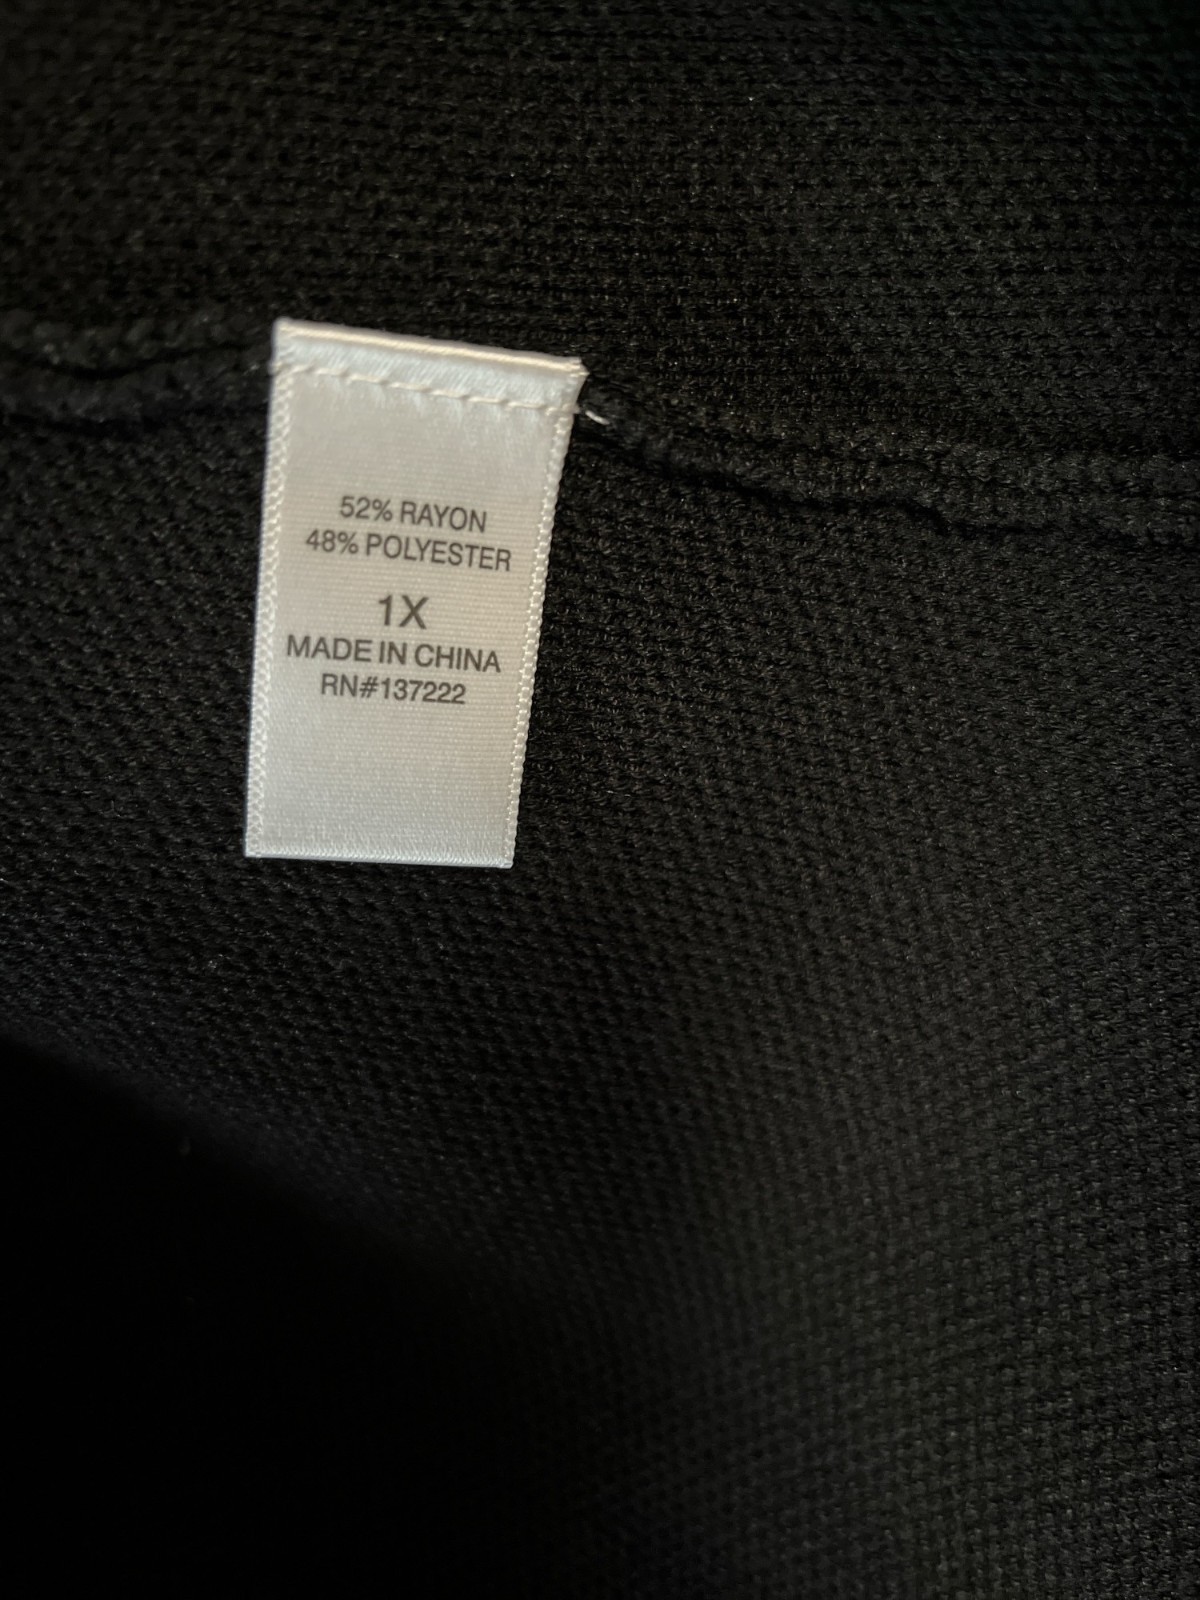 52% RAYON
48% POLYESTER
1X
MADE IN CHINA
RN#137222